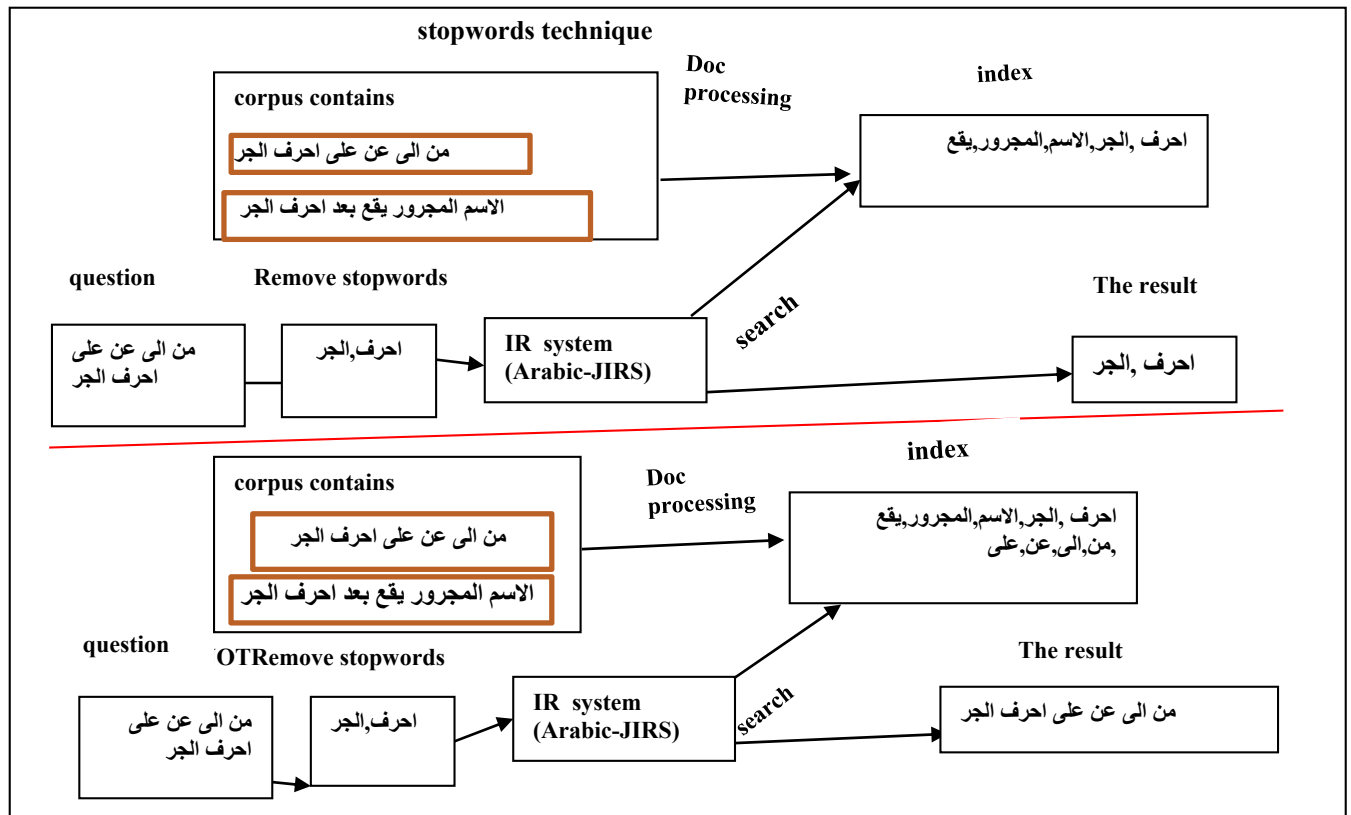 stopwords technique
Doc
processing
index
corpus contains
من الى عن على احرف الجر
الاسم المجرور يقع بعد احرف الجر
احرف ,الجر,الاسم,المجرور,يقع
question
Remove stopwords
The result
من الى عن على
احرف الجر
احرف,الجر
IR system
(Arabic-JIRS)
search
احرف ,الجر
index
corpus contains
Doc
processing
من الى عن على احرف الجر
الاسم المجرور يقع بعد احرف الجر
احرف ,الجر,الاسم,المجرور,يقع
,من,الى,عن,على
question
OTRemove stopwords
The result
من الى عن على
احرف الجر
احرف,الجر
IR system
(Arabic-JIRS)
search
من الى عن على احرف الجر